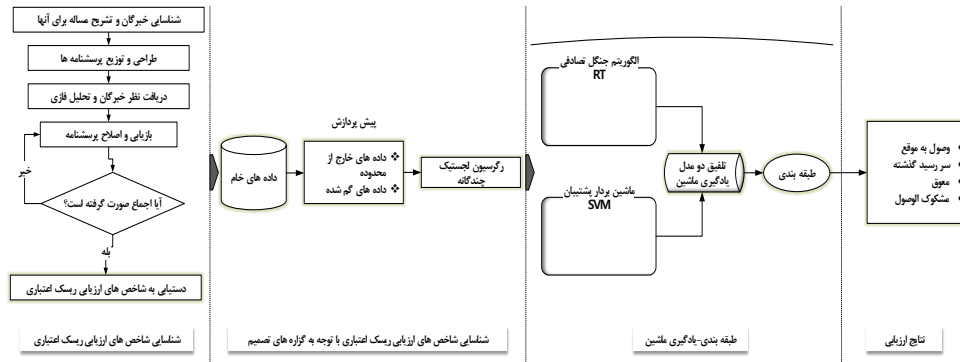 شناسایی خبرگان و تشریح مساله برای آنها
طراحی و توزیع پرسشنامه ها
دریافت نظر خبرگان و تحلیل فازی
بازیابی و اصلاح پرسشنامه
خیر
آیا اجماع صورت گرفته است؟
بله
دستیابی به شاخص های ارزیابی ریسک اعتباری
شناسایی شاخص های ارزیابی ریسک اعتباری
داده های خام
پیش پردازش
❖ داده های خارج از
محدوده
❖ داده های گم شده
رگرسیون لجستیک
چندگانه
شناسایی شاخص های ارزیابی ریسک اعتباری با توجه به گزاره های تصمیم
الگوریتم جنگل تصادفی
RT
ماشین بردار پشتیبان
SVM
تلفیق دو مدل
یادگیری ماشین
طبقه بندی
طبقه بندی-یادگیری ماشین
• وصول به موقع
• سر رسید گذشته
• معوق
• مشکوک الوصول
نتایج ارزیابی